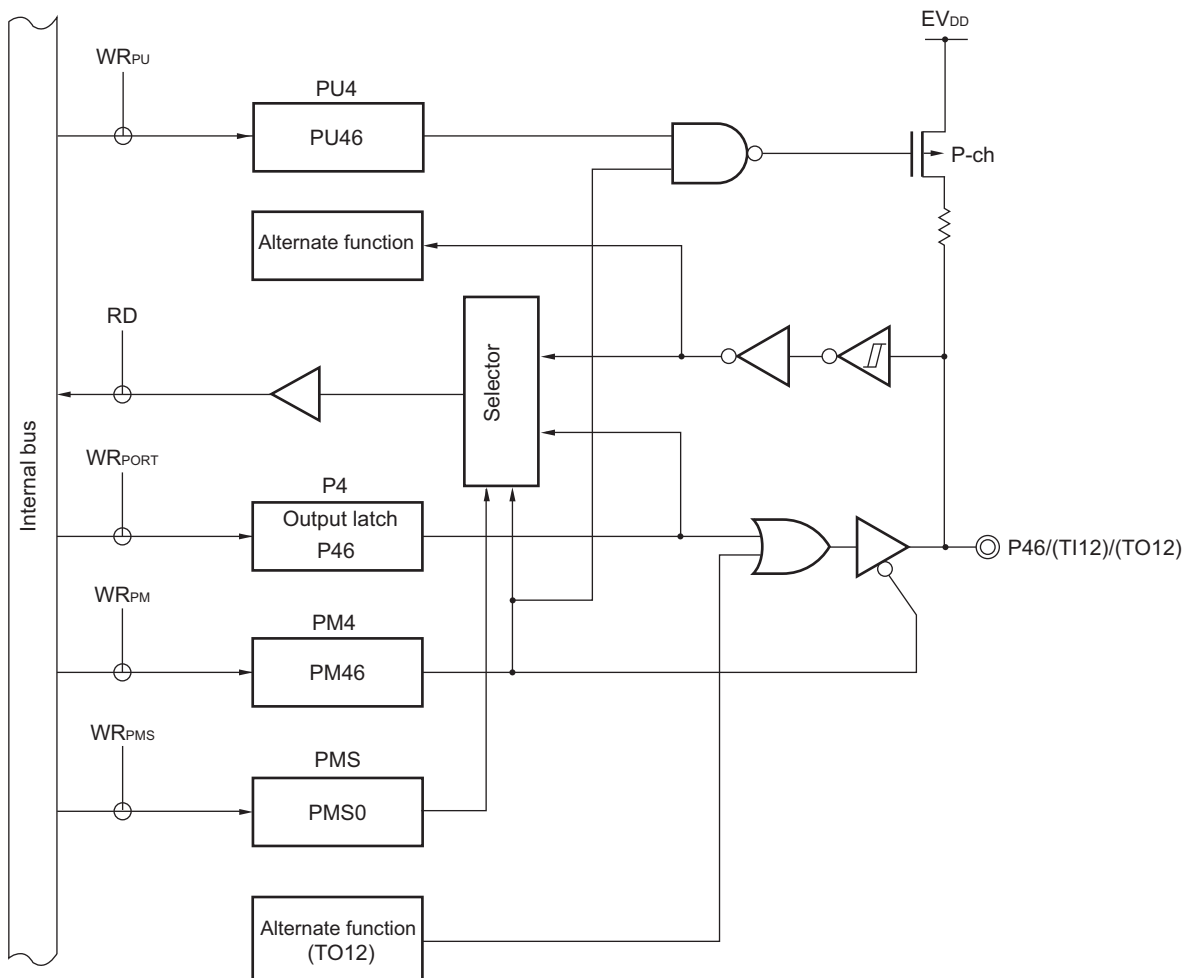 EVDD
WRPU
PU4
PU46
P-ch
Alternate function
RD
Selector
Internal bus
WRPORT
P4
Output latch
P46
P46/(TI12)/(TO12)
WRPM
PM4
PM46
WRPMS
PMS
PMS0
Alternate function
(TO12)